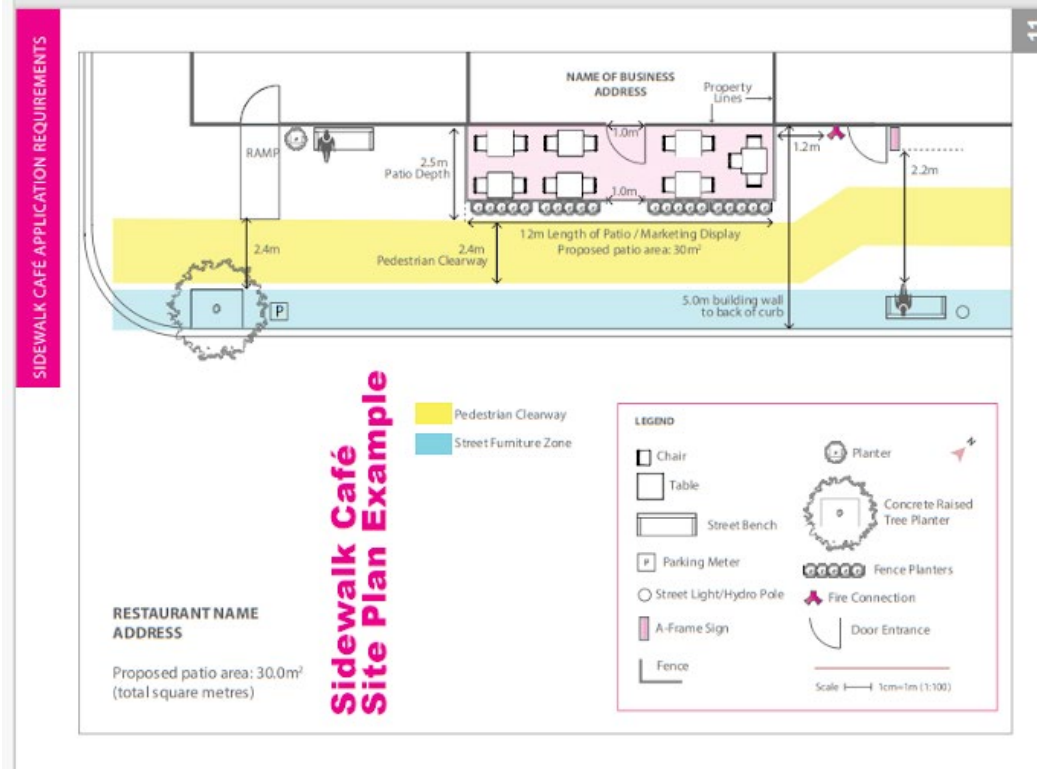 SIDEWALK CAFÉ APPLICATION REQUIREMENTS
11
NAME OF BUSINESS
ADDRESS
Property
Lines
1.0m
RAMP
2.5m
Patio Depth
1.2m
2.2m
1.0m
2.4m
2.4m
Pedestrian Clearway
12m Length of Patio / Marketing Display
Proposed patio area: 30m²
P
5.0m building wall
to back of curb
Sidewalk Café
Site Plan Example
Pedestrian Clearway
Street Furniture Zone
RESTAURANT NAME
ADDRESS
Proposed patio area: 30.0m²
(total square metres)
LEGEND
N
Chair
Table
Street Bench
P Parking Meter
Street Light/Hydro Pole
A-Frame Sign
Fence
Planter
Concrete Raised
Tree Planter
Fence Planters
Fire Connection
Door Entrance
Scale 1cm=1m (1:100)